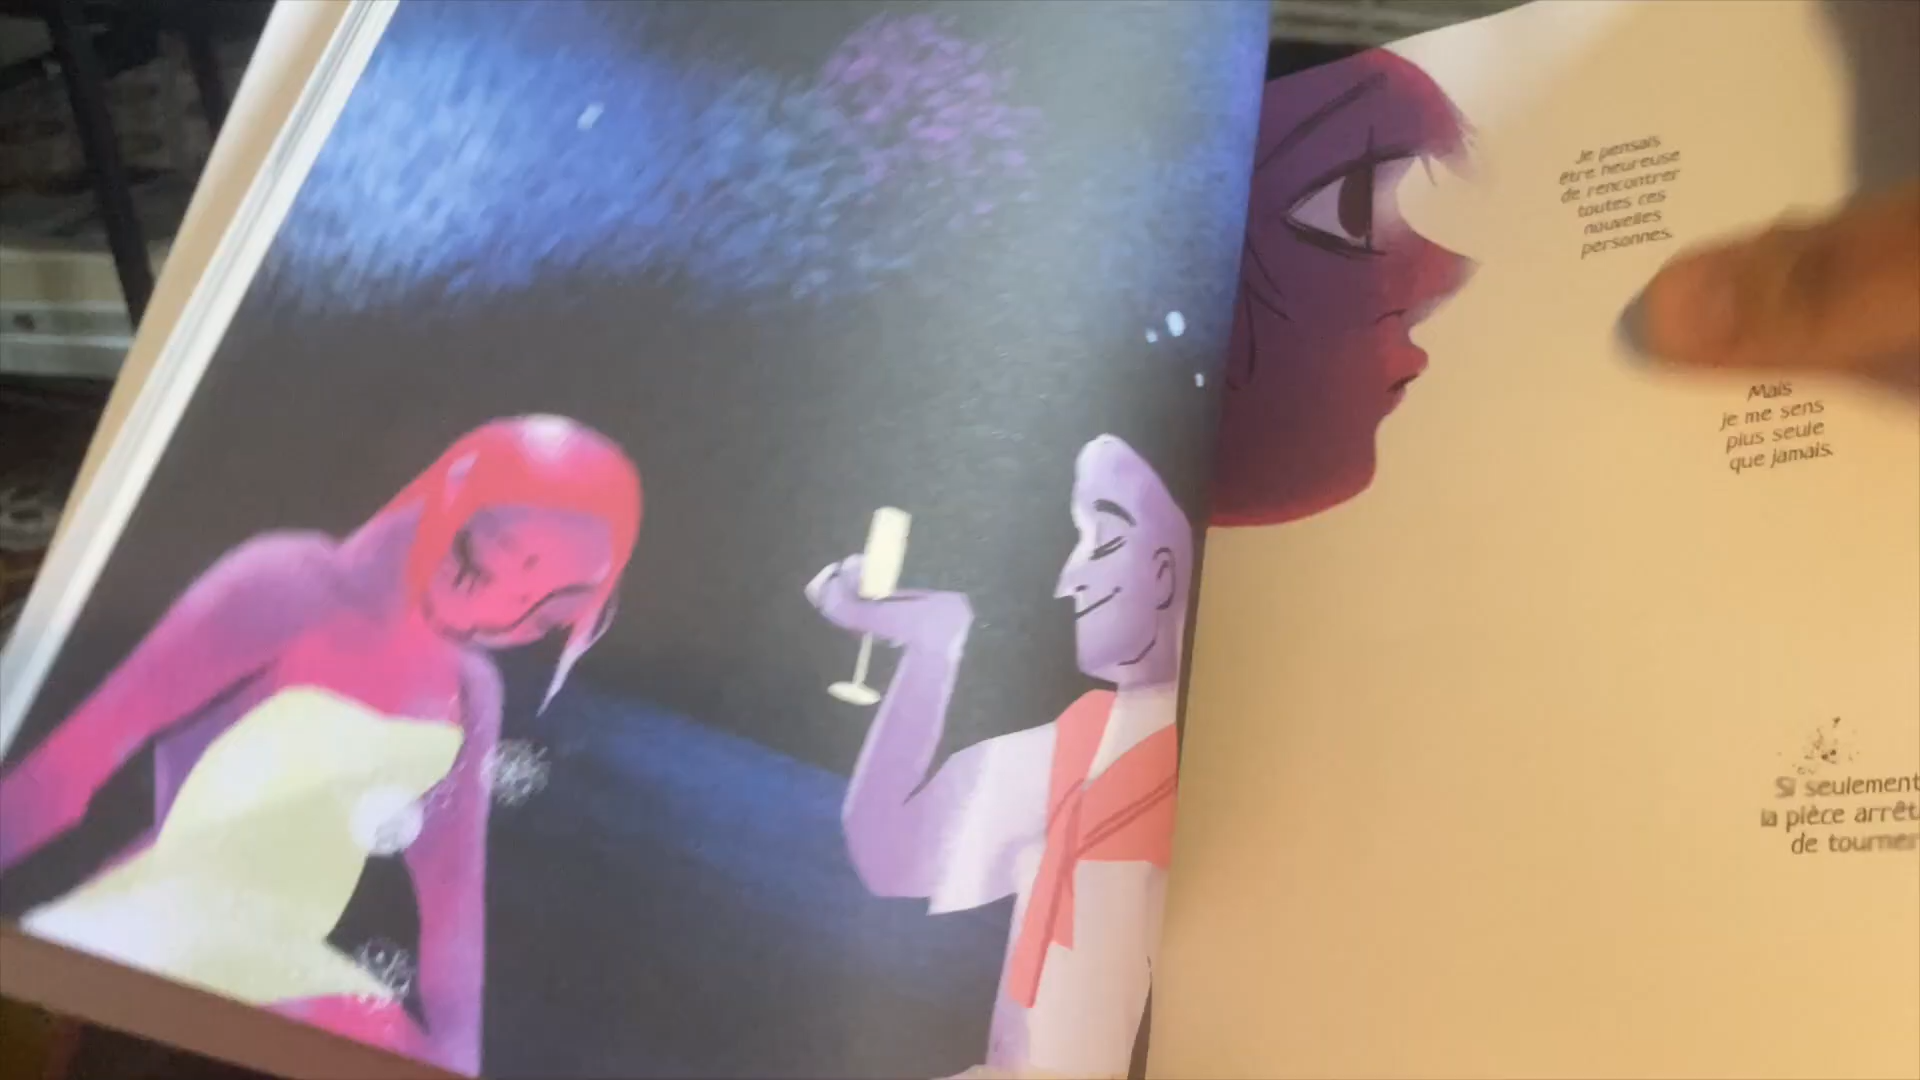 Je pensais
être heureuse
de rencontrer
toutes ces
nouvelles
personnes.
Mais
je me sens
plus seule
que jamais.
Si seulement
la pièce arrêt
de tourner